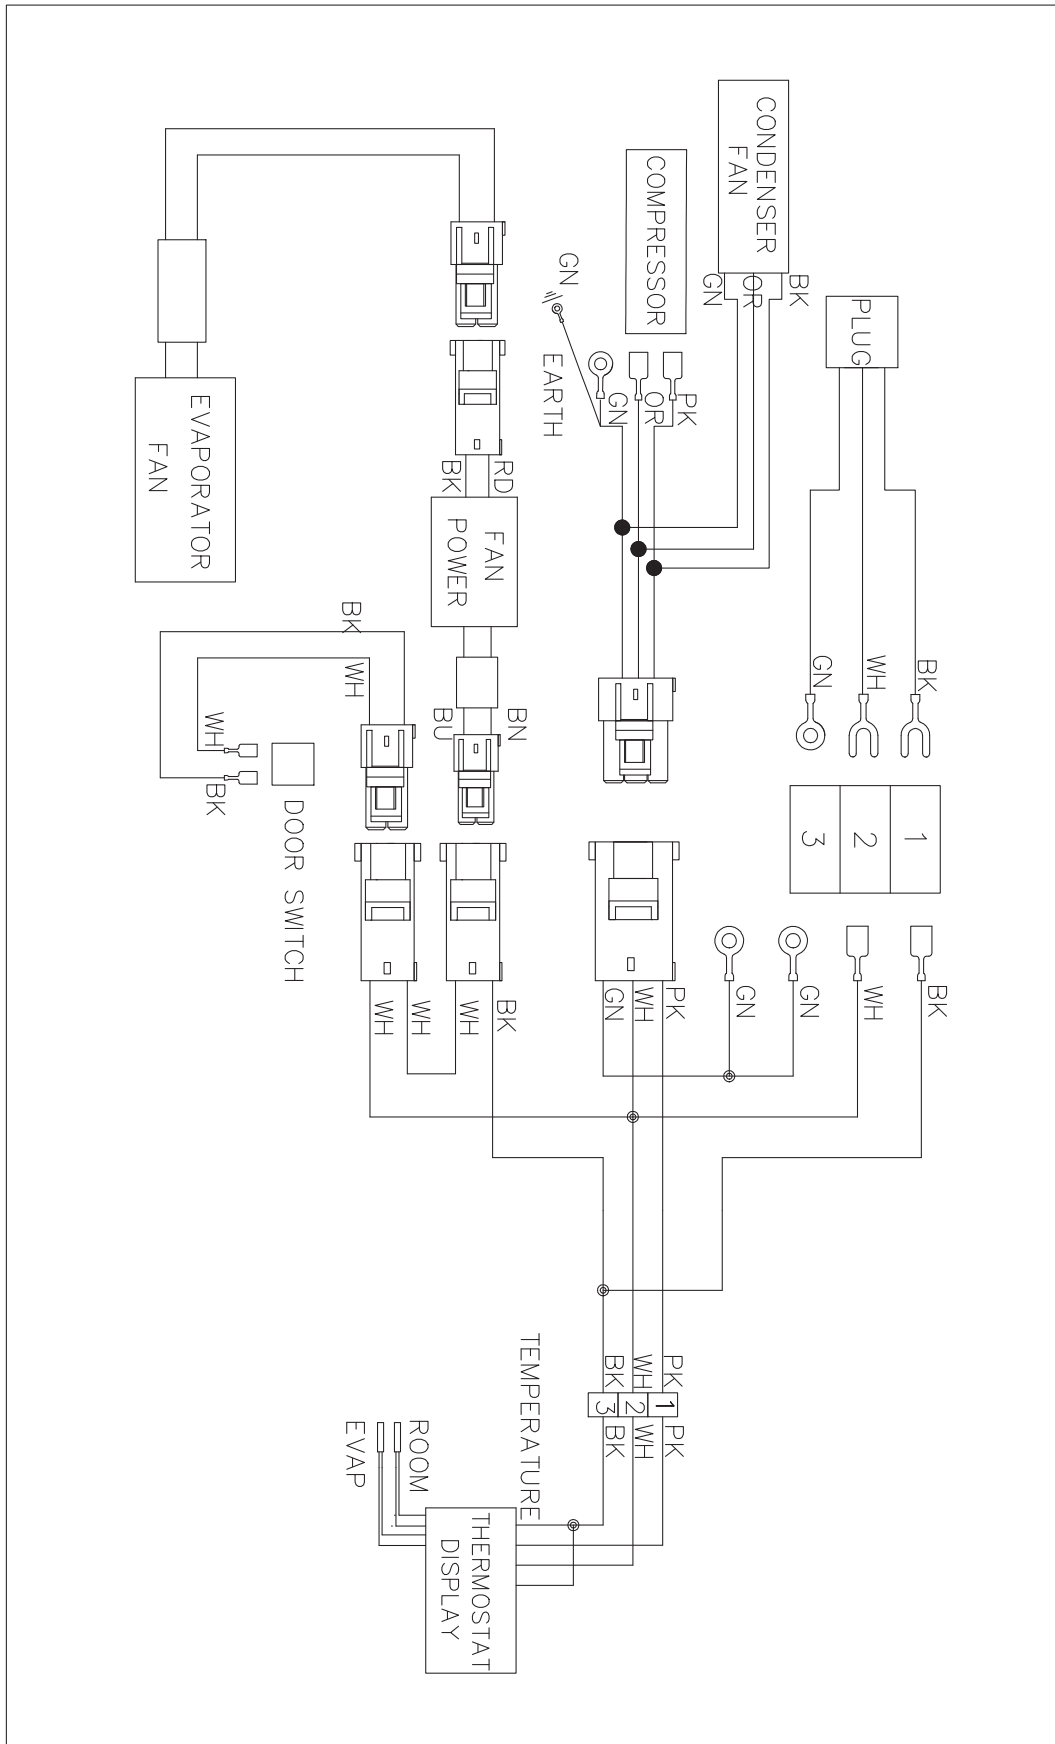 CONDENSER
FAN
BK
OR
GN
PLUG
COMPRESSOR
PK
OR
GN
GN
EARTH
BK
WH
GN
1
2
3
BK
WH
GN
GN
PK
WH
GN
EVAPORATOR
FAN
RD
BK
FAN
POWER
BN
BU
BK
WH
WH
BK
DOOR SWITCH
BK
WH
WH
WH
PK
WH
BK
1
2
3
PK
WH
BK
TEMPERATURE
ROOM
EVAP
THERMOSTAT
DISPLAY